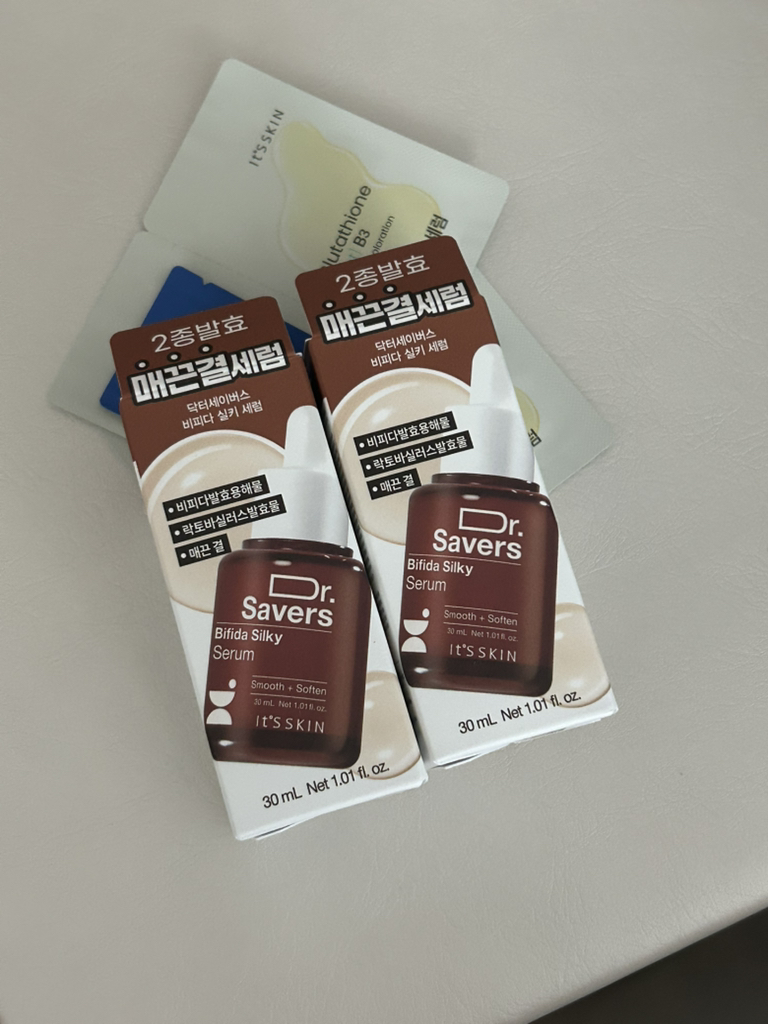 It'S SKIN
B3
세럼
2종발효
매끈결세럼
닥터세이버스
비피다 실키 세럼
• 비피다발효용해물
• 락토바실러스발효물
• 매끈 결
Dr.
Savers
Bifida Silky
Serum
Smooth + Soften
30 mL Net 1.01 fl. oz.
It'S SKIN
30 mL Net 1.01 fl. oz.
2종발효
매끈결세럼
닥터세이버스
비피다 실키 세럼
• 비피다발효용해물
• 락토바실러스발효물
• 매끈 결
Dr.
Savers
Bifida Silky
Serum
Smooth + Soften
30 mL Net 1.01 fl. oz.
It'S SKIN
30 mL Net 1.01 fl. oz.